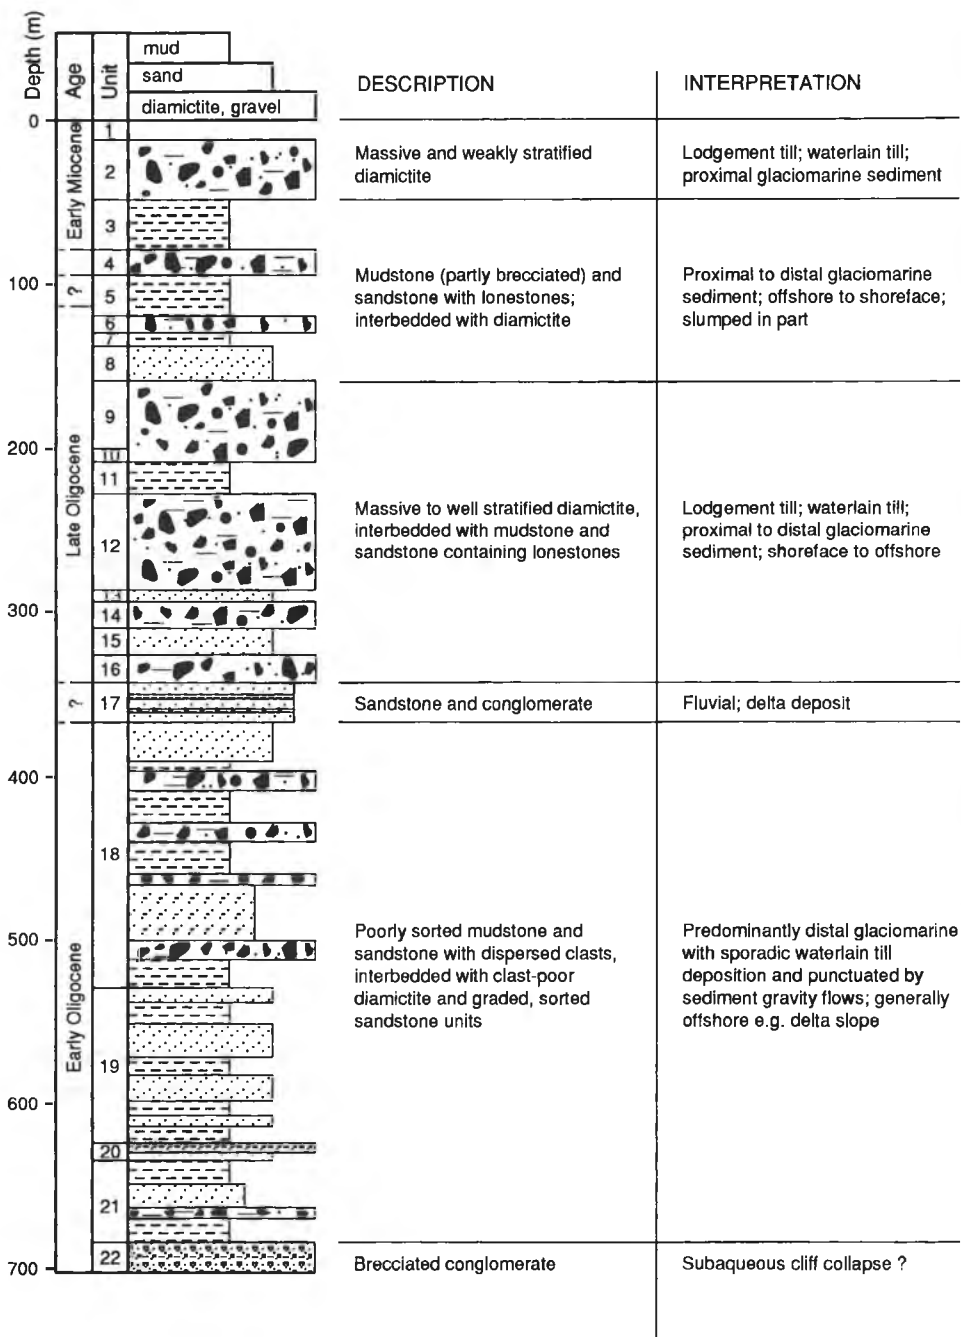 Depth (m)
Age
Unit
mud
sand
diamictite, gravel
DESCRIPTION
INTERPRETATION
0
100
200
300
400
500
600
700
Early Miocene
?
Late Oligocene
?
Early Oligocene
1
2
3
4
5
6
7
8
9
10
11
12
13
14
15
16
17
18
19
20
21
22
Massive and weakly stratified
diamictite
Lodgement till; waterlain till;
proximal glaciomarine sediment
Mudstone (partly brecciated) and
sandstone with lonestones;
interbedded with diamictite
Proximal to distal glaciomarine
sediment; offshore to shoreface;
slumped in part
Massive to well stratified diamictite,
interbedded with mudstone and
sandstone containing lonestones
Lodgement till; waterlain till;
proximal to distal glaciomarine
sediment; shoreface to offshore
Sandstone and conglomerate
Fluvial; delta deposit
Poorly sorted mudstone and
sandstone with dispersed clasts,
interbedded with clast-poor
diamictite and graded, sorted
sandstone units
Predominantly distal glaciomarine
with sporadic waterlain till
deposition and punctuated by
sediment gravity flows; generally
offshore e.g. delta slope
Brecciated conglomerate
Subaqueous cliff collapse ?